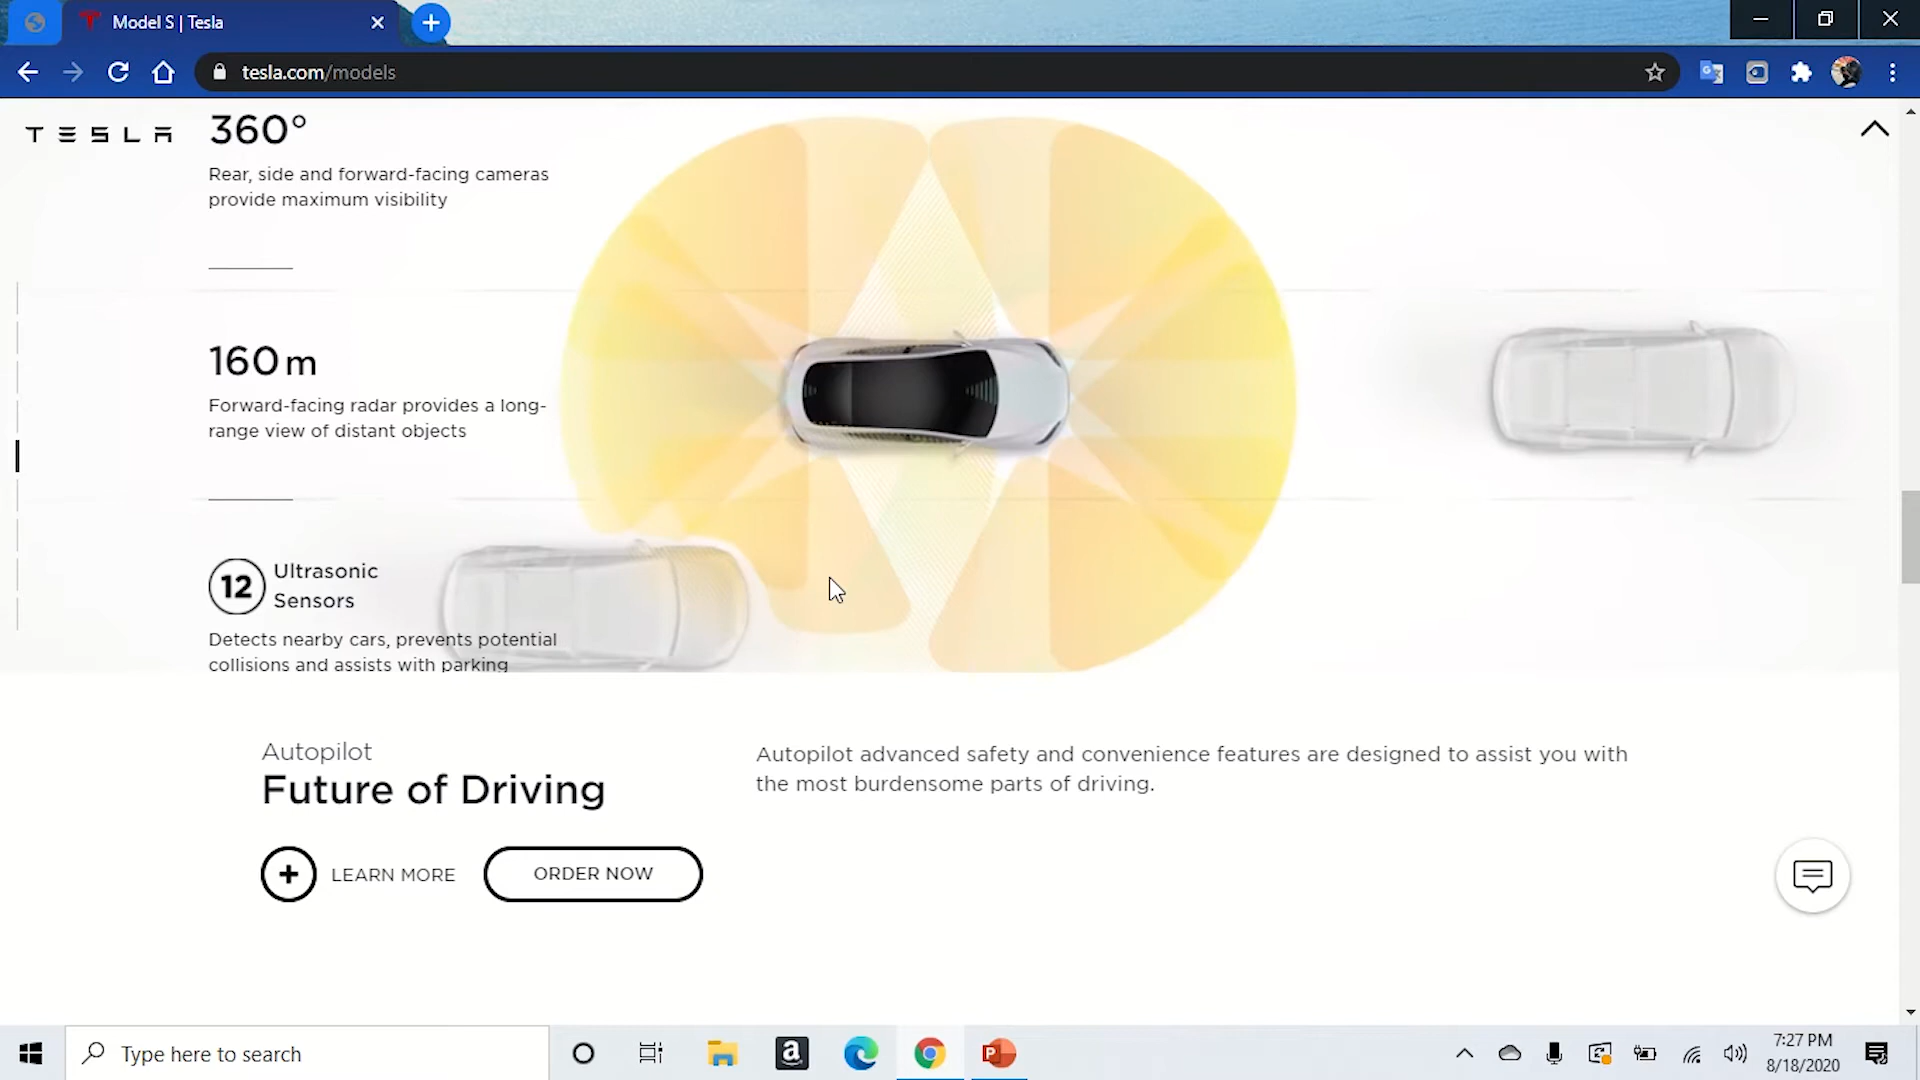 Model S | Tesla
tesla.com/models
TESLA
360°
Rear, side and forward-facing cameras
provide maximum visibility
160 m
Forward-facing radar provides a long-
range view of distant objects
12
Ultrasonic
Sensors
Detects nearby cars, prevents potential
collisions and assists with parking
Autopilot
Future of Driving
Autopilot advanced safety and convenience features are designed to assist you with
the most burdensome parts of driving.
LEARN MORE
ORDER NOW
Type here to search
7:27 PM
8/18/2020